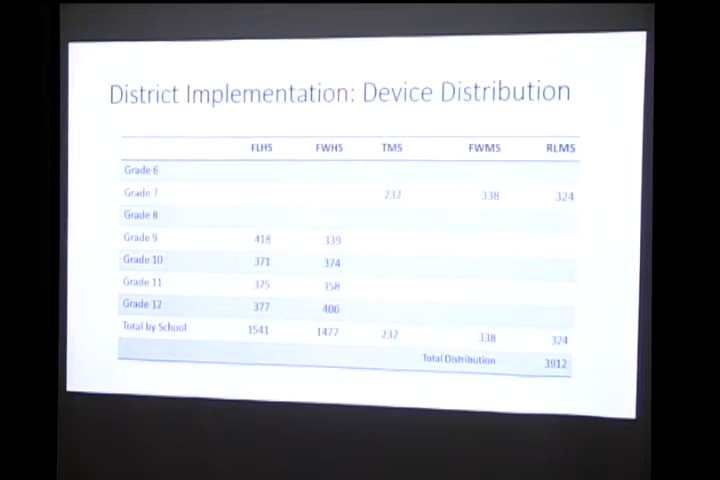 District Implementation: Device Distribution
FLHS FWHS TMS FWMS RLMS
Grade 6
Grade 7 232 338 324
Grade 8
Grade 9 418 339
Grade 10 371 374
Grade 11 375 358
Grade 12 377 406
Total by School 1541 1477 232 338 324
Total Distribution 3912